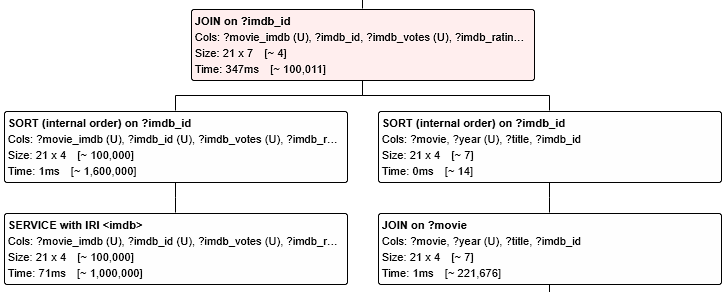 JOIN on ?imdb_id
Cols: ?movie_imdb (U), ?imdb_id, ?imdb_votes (U), ?imdb_ratin...
Size: 21 x 7 [~ 4]
Time: 347ms [~ 100,011]
SORT (internal order) on ?imdb_id
Cols: ?movie_imdb (U), ?imdb_id (U), ?imdb_votes (U), ?imdb_r...
Size: 21 x 4 [~ 100,000]
Time: 1ms [~ 1,600,000]
SORT (internal order) on ?imdb_id
Cols: ?movie, ?year (U), ?title, ?imdb_id
Size: 21 x 4 [~ 7]
Time: 0ms [~ 14]
SERVICE with IRI <imdb>
Cols: ?movie_imdb (U), ?imdb_id (U), ?imdb_votes (U), ?imdb_r...
Size: 21 x 4 [~ 100,000]
Time: 71ms [~ 1,000,000]
JOIN on ?movie
Cols: ?movie, ?year (U), ?title, ?imdb_id
Size: 21 x 4 [~ 7]
Time: 1ms [~ 221,676]